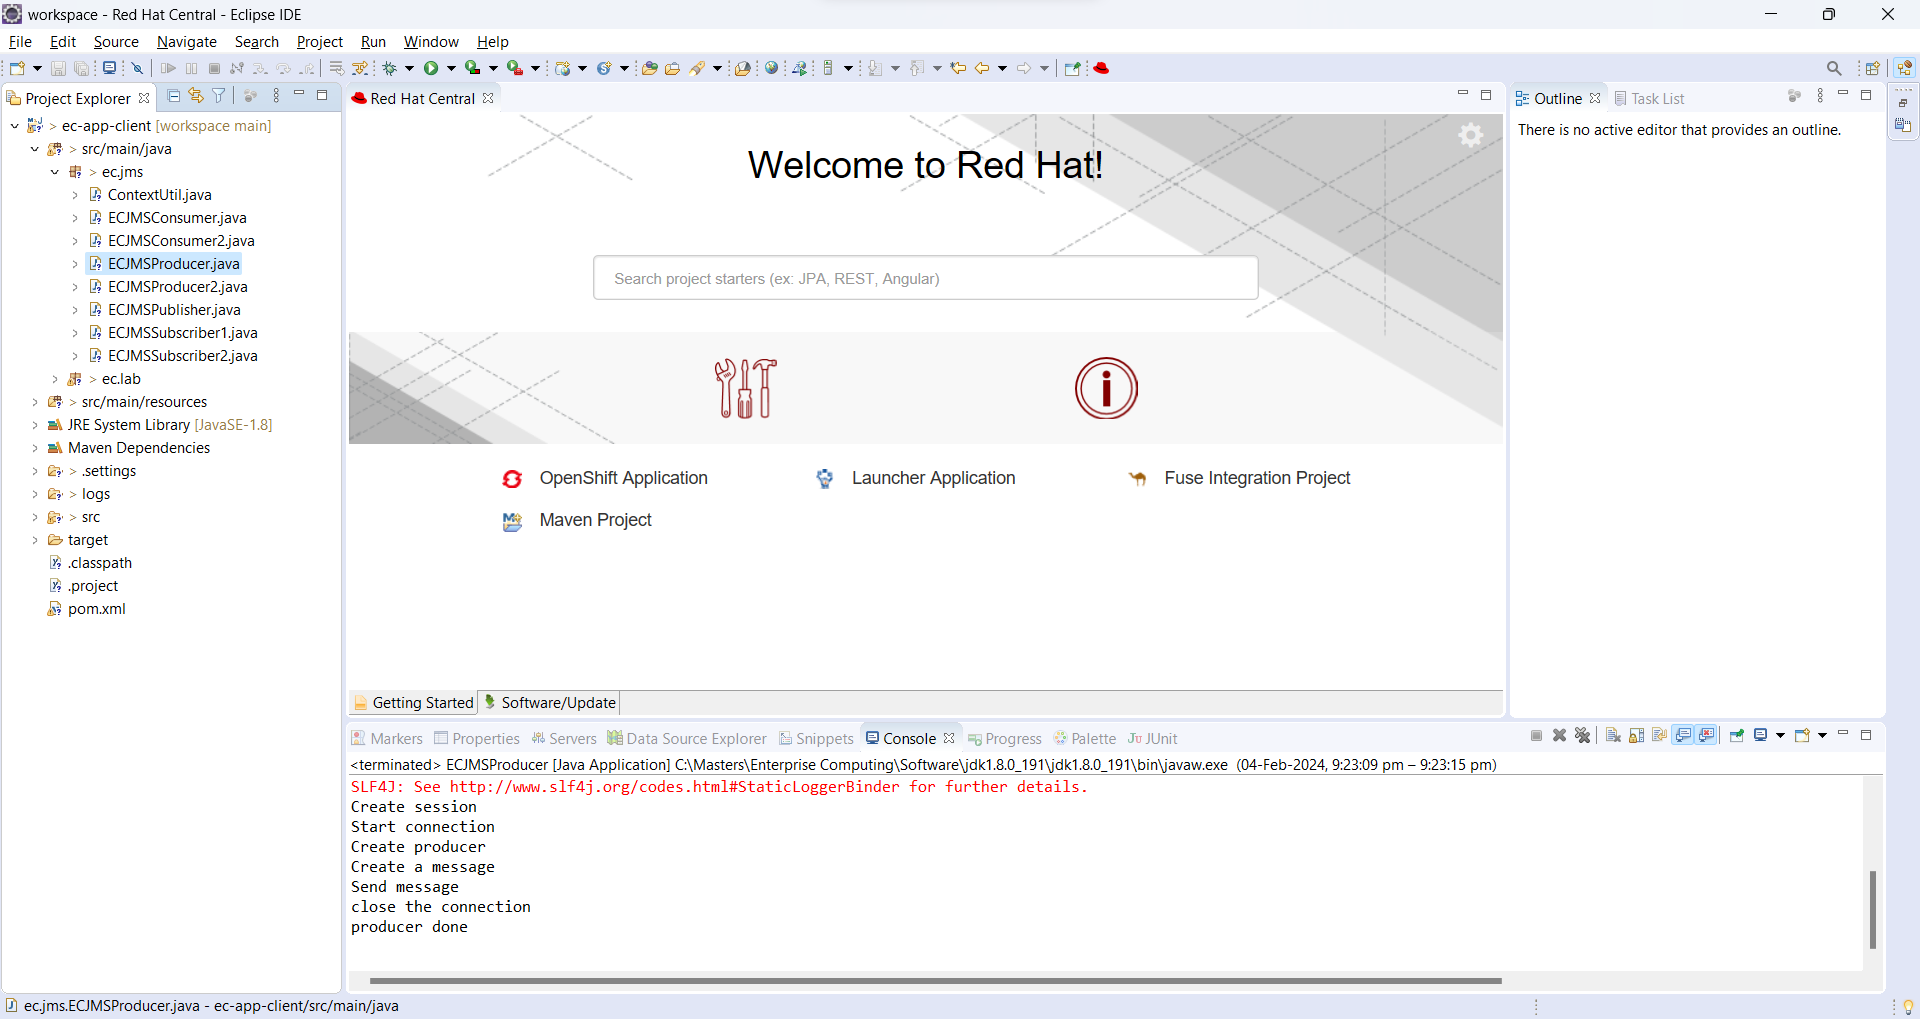 workspace - Red Hat Central - Eclipse IDE
File Edit Source Navigate Search Project Run Window Help
Project Explorer
Red Hat Central
Outline
Task List
ec-app-client [workspace main]
src/main/java
ec.jms
ContextUtil.java
ECJMSConsumer.java
ECJMSConsumer2.java
ECJMSProducer.java
ECJMSProducer2.java
ECJMSPublisher.java
ECJMSSubscriber1.java
ECJMSSubscriber2.java
ec.lab
src/main/resources
JRE System Library [JavaSE-1.8]
Maven Dependencies
.settings
logs
src
target
.classpath
.project
pom.xml
Welcome to Red Hat!
Search project starters (ex: JPA, REST, Angular)
OpenShift Application
Launcher Application
Fuse Integration Project
Maven Project
Getting Started
Software/Update
There is no active editor that provides an outline.
Markers Properties Servers Data Source Explorer Snippets Console Progress Palette JUnit
<terminated> ECJMSProducer [Java Application] C:\Masters\Enterprise Computing\Software\jdk1.8.0_191\jdk1.8.0_191\bin\javaw.exe (04-Feb-2024, 9:23:09 pm – 9:23:15 pm)
SLF4J: See http://www.slf4j.org/codes.html#StaticLoggerBinder for further details.
Create session
Start connection
Create producer
Create a message
Send message
close the connection
producer done
ec.jms.ECJMSProducer.java - ec-app-client/src/main/java